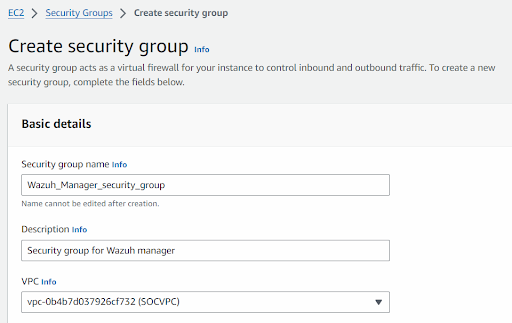 EC2 > Security Groups > Create security group
Create security group Info
A security group acts as a virtual firewall for your instance to control inbound and outbound traffic. To create a new
security group, complete the fields below.
Basic details
Security group name Info
Wazuh_Manager_security_group
Name cannot be edited after creation.
Description Info
Security group for Wazuh manager
VPC Info
vpc-0b4b7d037926cf732 (SOCVPC)